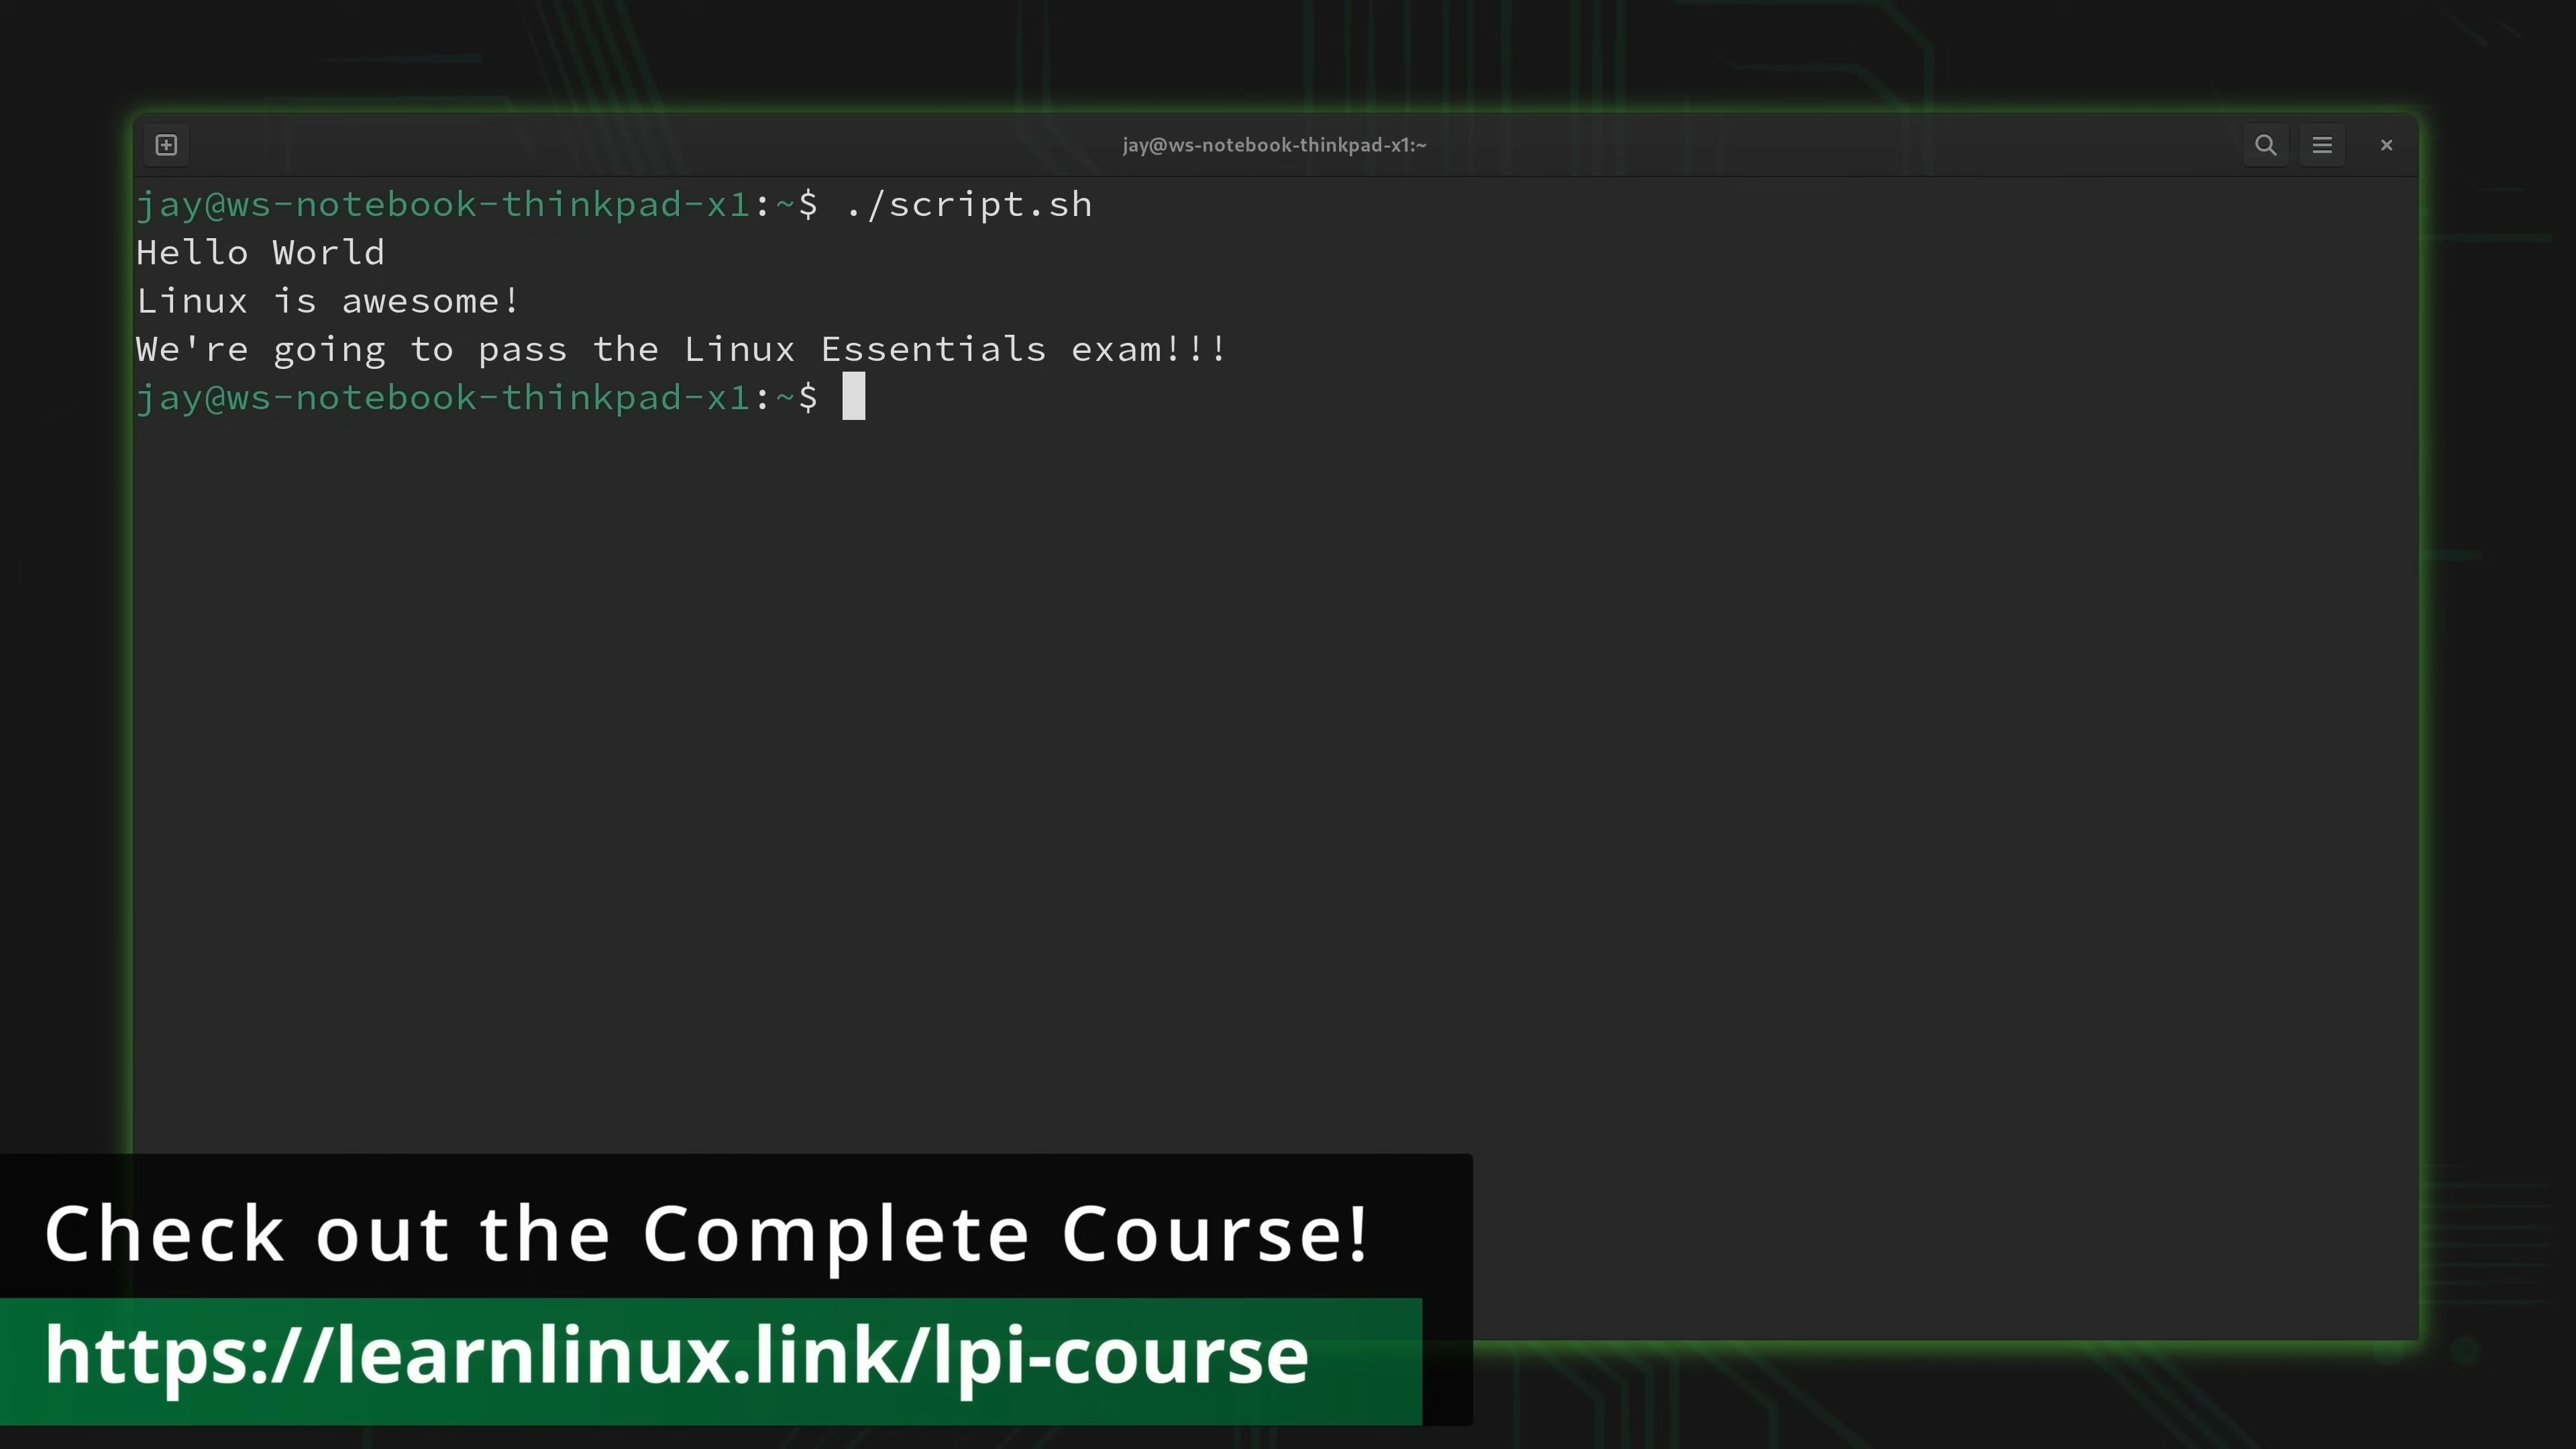 jay@ws-notebook-thinkpad-x1:~
jay@ws-notebook-thinkpad-x1:~$ ./script.sh
Hello World
Linux is awesome!
We're going to pass the Linux Essentials exam!!!
jay@ws-notebook-thinkpad-x1:~$
Check out the Complete Course!
https://learnlinux.link/lpi-course